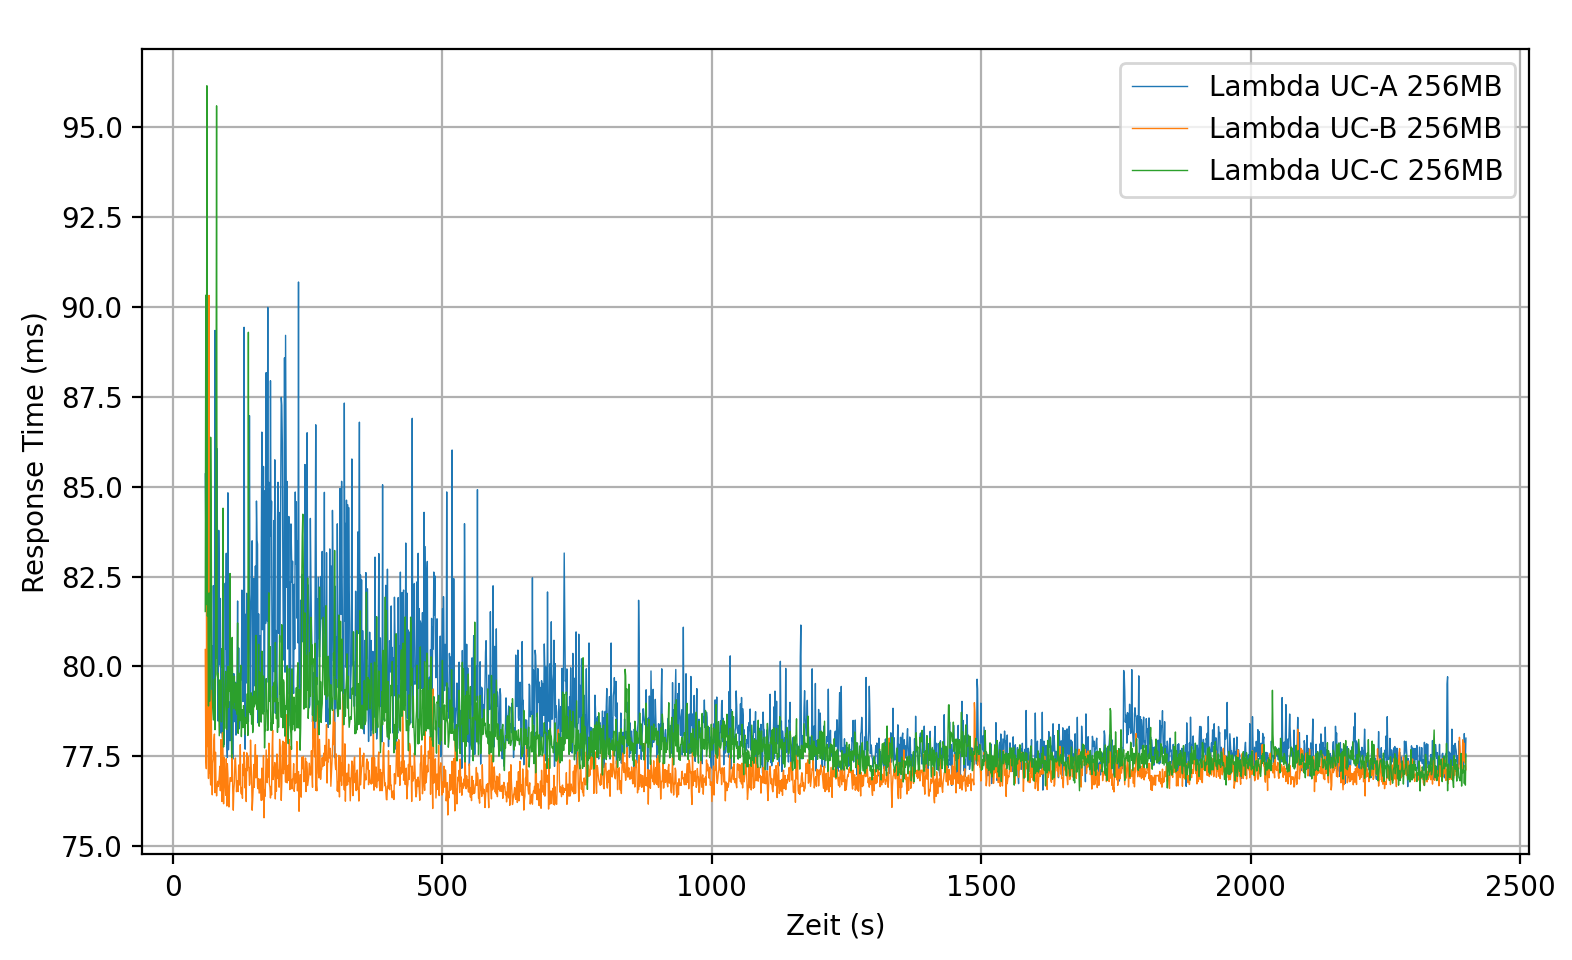 Lambda UC-A 256MB
Lambda UC-B 256MB
Lambda UC-C 256MB
95.0
92.5
90.0
87.5
85.0
82.5
80.0
77.5
75.0
Response Time (ms)
0 500 1000 1500 2000 2500
Zeit (s)